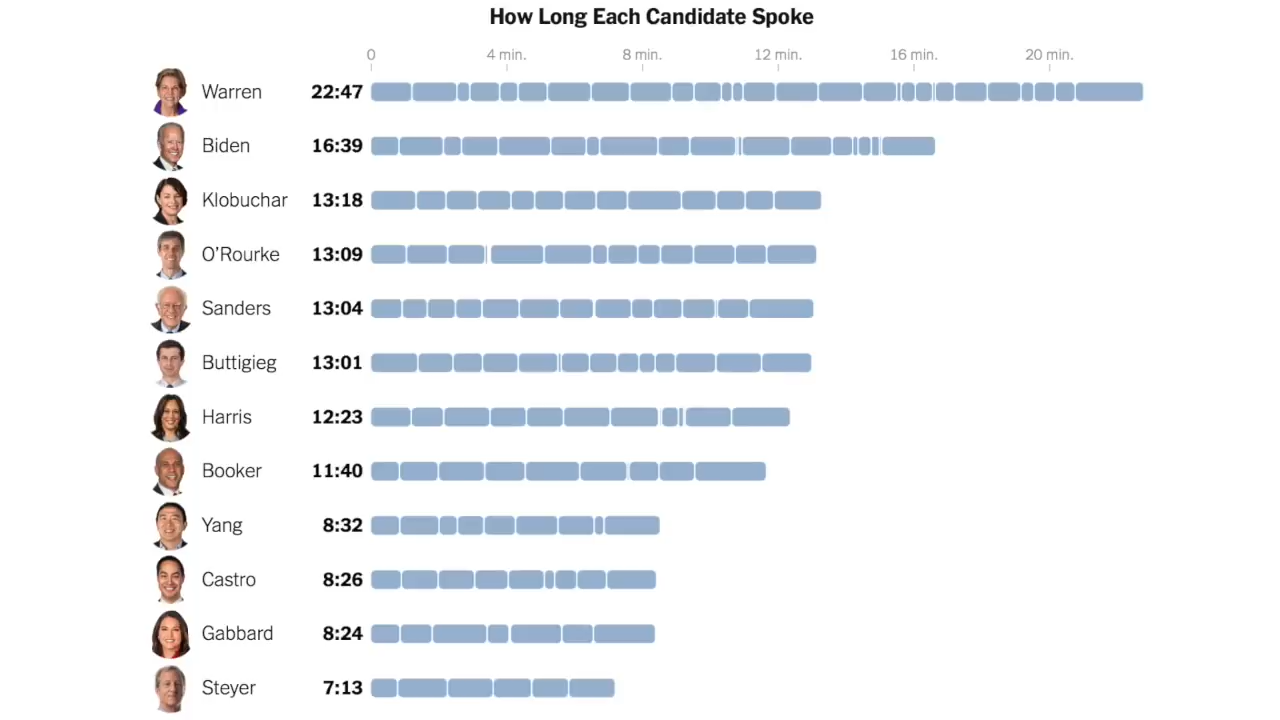 How Long Each Candidate Spoke
0 4 min. 8 min. 12 min. 16 min. 20 min.
Warren 22:47
Biden 16:39
Klobuchar 13:18
O’Rourke 13:09
Sanders 13:04
Buttigieg 13:01
Harris 12:23
Booker 11:40
Yang 8:32
Castro 8:26
Gabbard 8:24
Steyer 7:13